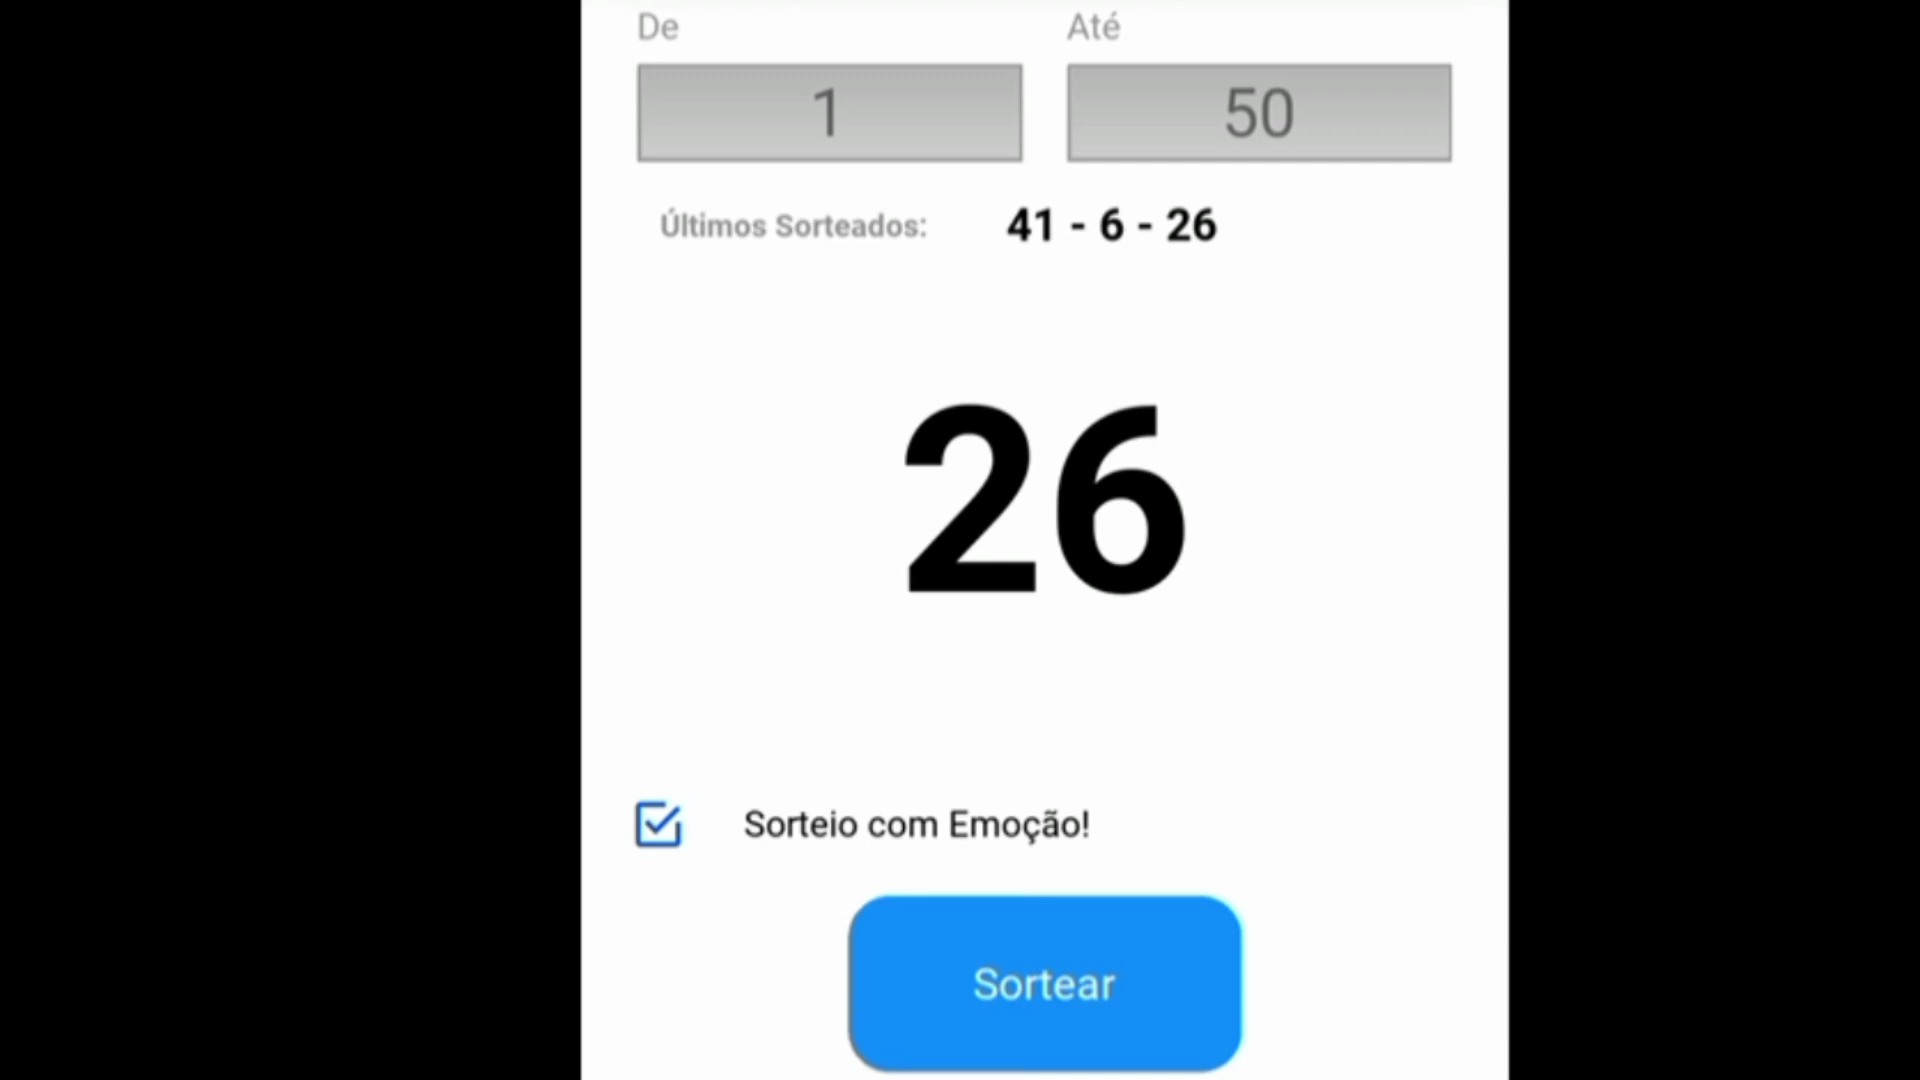 De Até
1 50
Últimos Sorteados: 41 - 6 - 26
26
Sorteio com Emoção!
Sortear